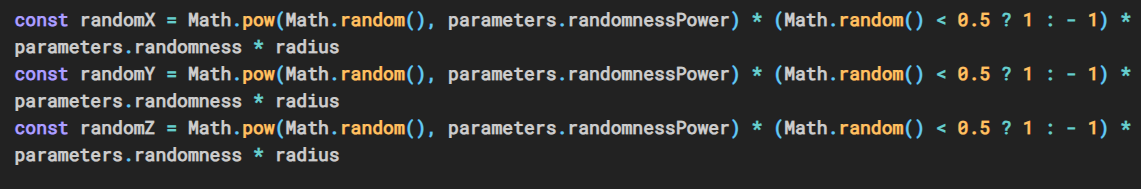 const randomX = Math.pow(Math.random(), parameters.randomnessPower) * (Math.random() < 0.5 ? 1 : - 1) *
parameters.randomness * radius
const randomY = Math.pow(Math.random(), parameters.randomnessPower) * (Math.random() < 0.5 ? 1 : - 1) *
parameters.randomness * radius
const randomZ = Math.pow(Math.random(), parameters.randomnessPower) * (Math.random() < 0.5 ? 1 : - 1) *
parameters.randomness * radius